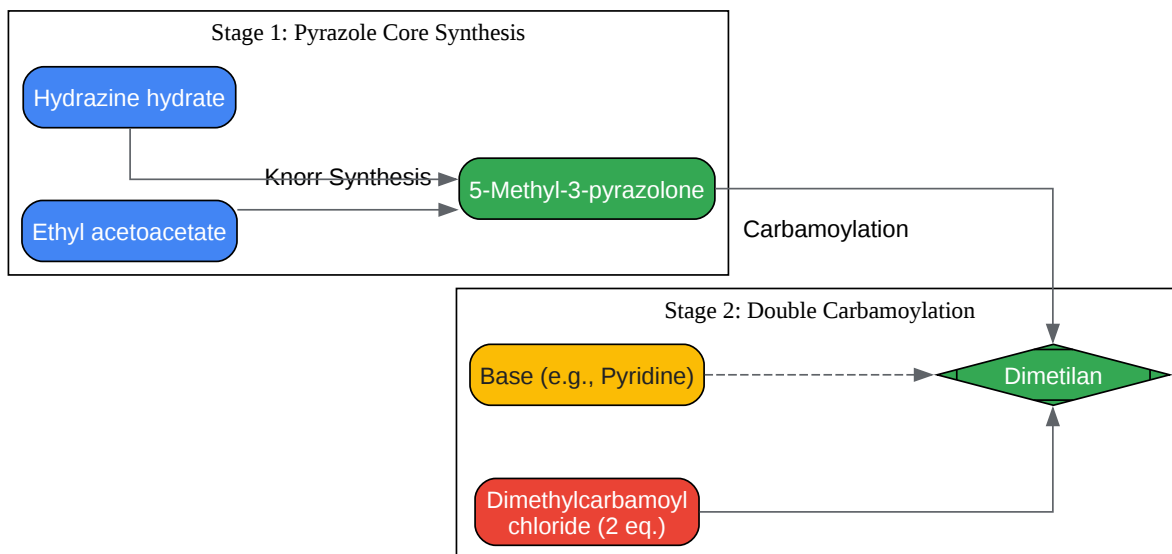 Stage 1: Pyrazole Core Synthesis
Hydrazine hydrate
Knorr Synthesis
5-Methyl-3-pyrazolone
Ethyl acetoacetate
Carbamoylation
Stage 2: Double Carbamoylation
Base (e.g., Pyridine)
Dimetilan
Dimethylcarbamoyl
chloride (2 eq.)